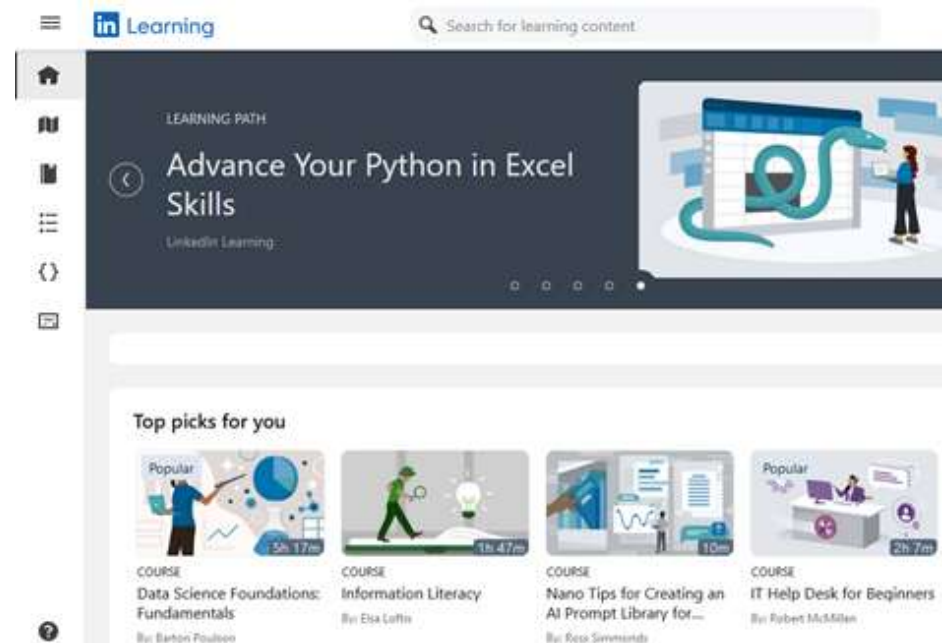 in Learning
Search for learning content
LEARNING PATH
Advance Your Python in Excel
Skills
LinkedIn Learning
Top picks for you
Popular
5h 17m
COURSE
Data Science Foundations:
Fundamentals
By: Barton Poulson
1h 47m
COURSE
Information Literacy
By: Elsa Loftis
10m
COURSE
Nano Tips for Creating an
AI Prompt Library for...
By: Ross Simmonds
Popular
2h 7m
COURSE
IT Help Desk for Beginners
By: Robert McMillen